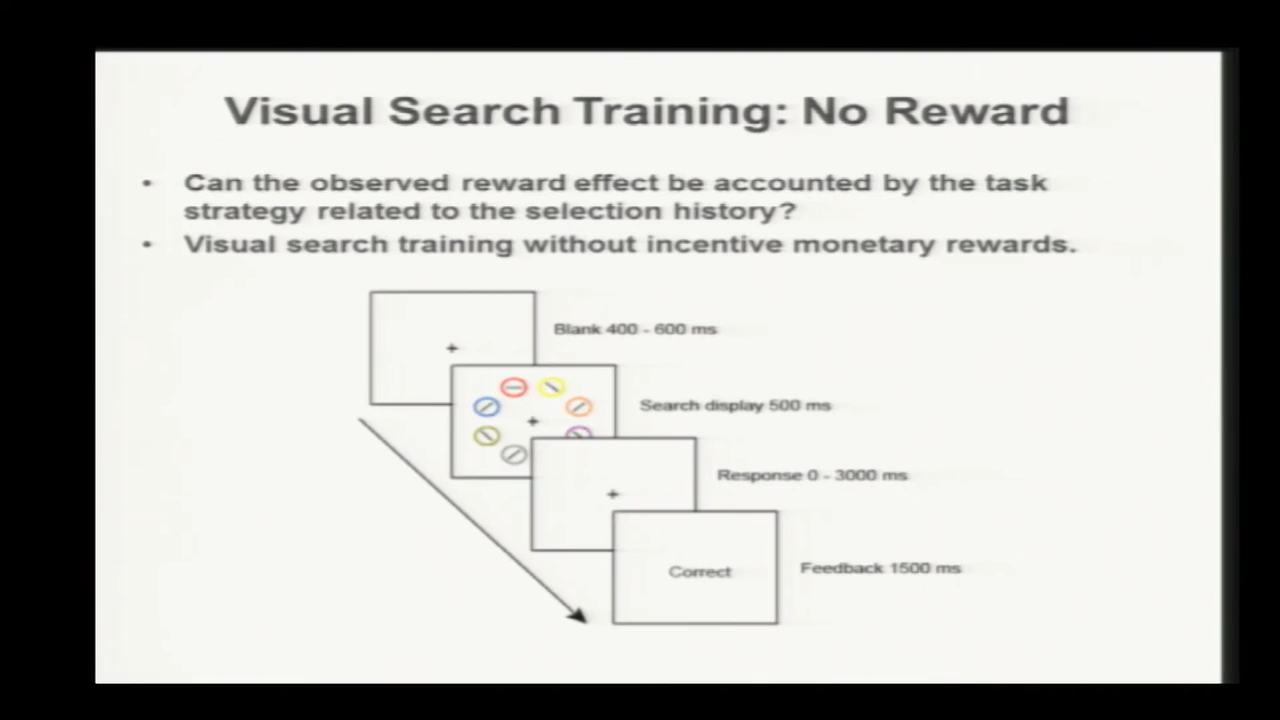 Visual Search Training: No Reward
• Can the observed reward effect be accounted by the task
strategy related to the selection history?
• Visual search training without incentive monetary rewards.
Blank 400 - 600 ms
Search display 500 ms
Response 0 - 3000 ms
Correct
Feedback 1500 ms